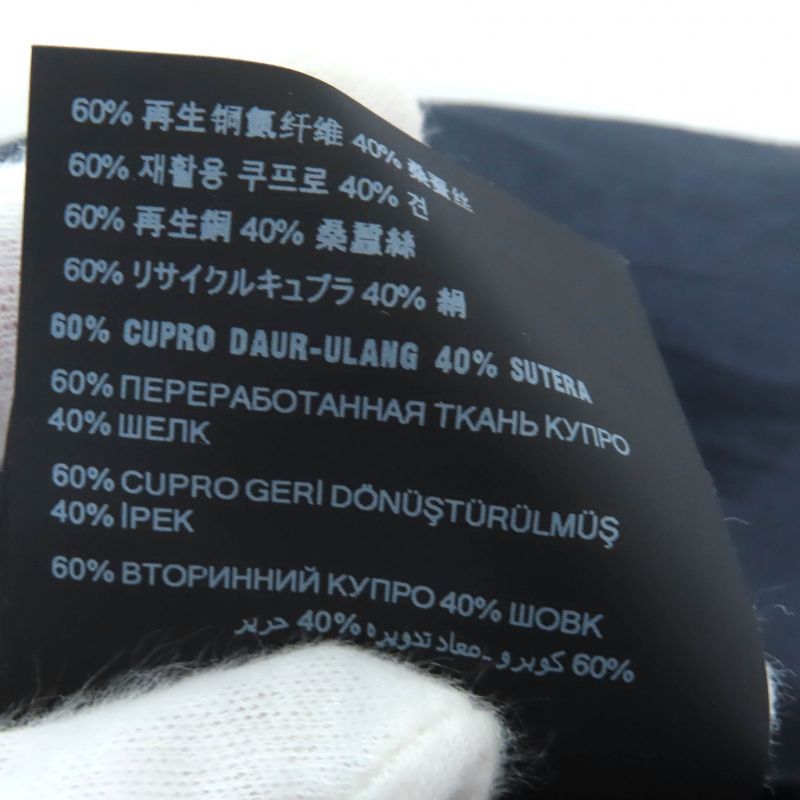 60% 再生铜氨纤维 40% 桑蚕丝
60% 재활용 쿠프로 40% 견
60% 再生銅 40% 桑蠶絲
60% リサイクルキュプラ 40% 絹
60% CUPRO DAUR-ULANG 40% SUTERA
60% ПЕРЕРАБОТАННАЯ ТКАНЬ КУПРО
40% ШЕЛК
60% CUPRO GERİ DÖNÜŞTÜRÜLMÜŞ
40% İPEK
60% ВТОРИННИЙ КУПРО 40% ШОВК
60% كوبرو-معاد تدويره 40% حرير